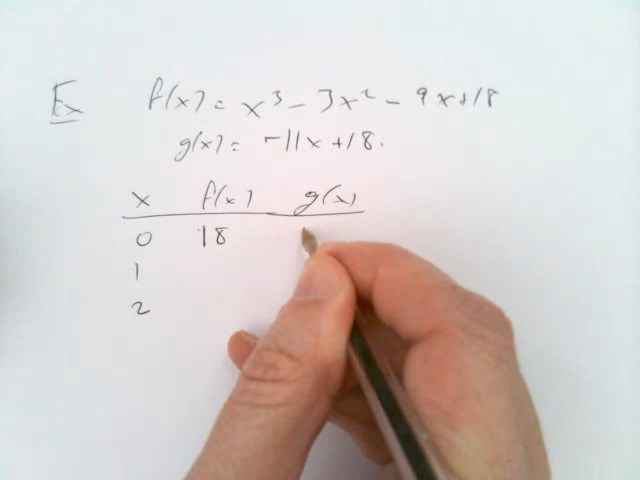 Ex f(x) = x³ - 3x² - 9x+18
g(x) = -11x +18.
x f(x) g(x)
0 18
1
2